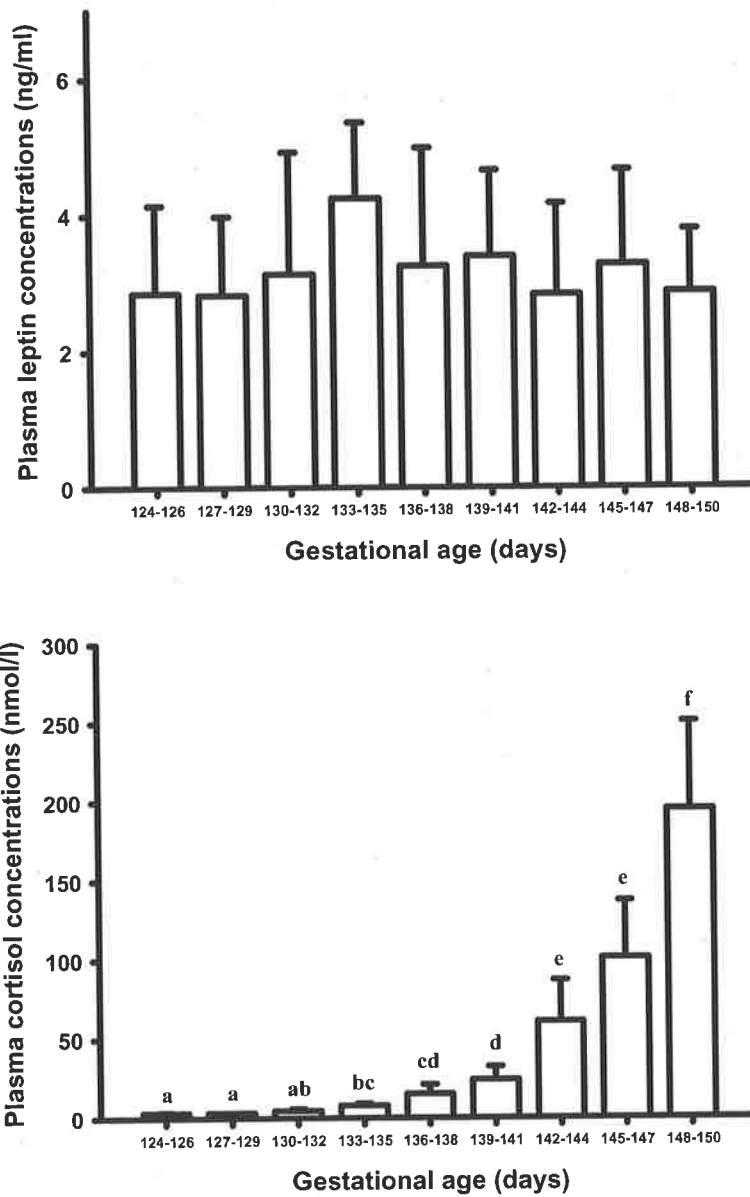 Plasma leptin concentrations (ng/ml)
6
4
2
0
124-126 127-129 130-132 133-135 136-138 139-141 142-144 145-147 148-150
Gestational age (days)
Plasma cortisol concentrations (nmol/l)
300
250
200
150
100
50
0
a a ab bc cd d e e f
124-126 127-129 130-132 133-135 136-138 139-141 142-144 145-147 148-150
Gestational age (days)